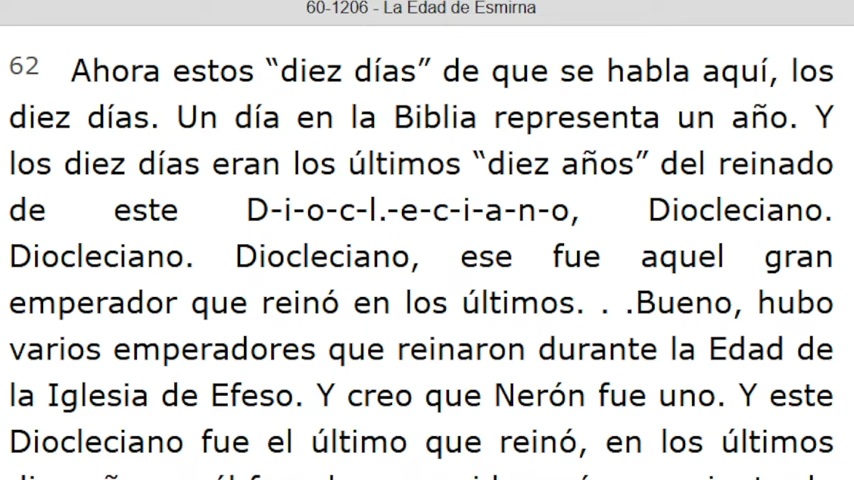 60-1206 - La Edad de Esmirna
62 Ahora estos “diez días” de que se habla aquí, los
diez días. Un día en la Biblia representa un año. Y
los diez días eran los últimos “diez años” del reinado
de este D-i-o-c-l.-e-c-i-a-n-o, Diocleciano.
Diocleciano. Diocleciano, ese fue aquel gran
emperador que reinó en los últimos. . .Bueno, hubo
varios emperadores que reinaron durante la Edad de
la Iglesia de Efeso. Y creo que Nerón fue uno. Y este
Diocleciano fue el último que reinó, en los últimos